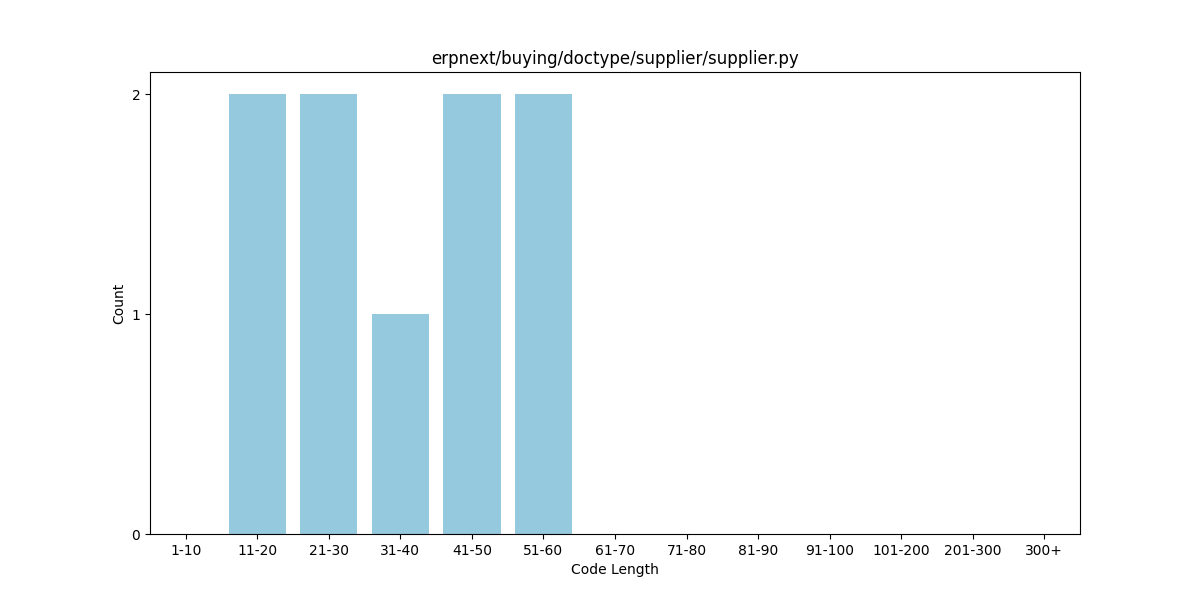 erpnext/buying/doctype/supplier/supplier.py
Count
2
1
0
1-10 11-20 21-30 31-40 41-50 51-60 61-70 71-80 81-90 91-100 101-200 201-300 300+
Code Length